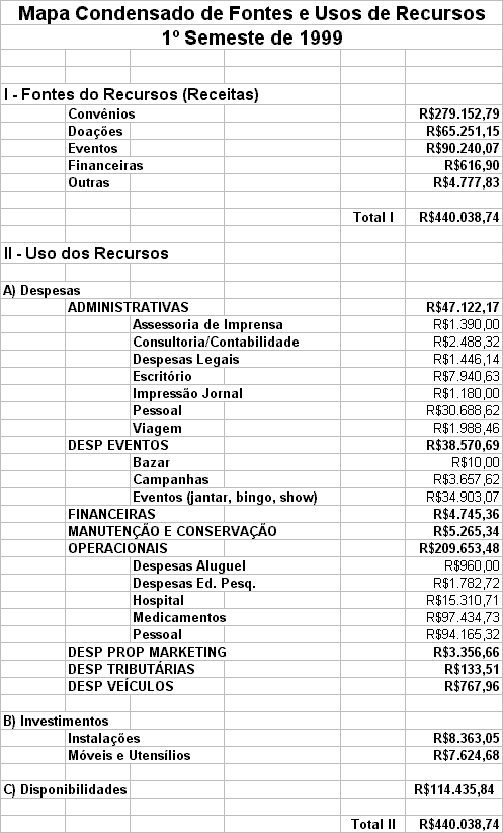 Mapa Condensado de Fontes e Usos de Recursos
1º Semeste de 1999
I - Fontes do Recursos (Receitas)
Convênios R$279.152,79
Doações R$65.251,15
Eventos R$90.240,07
Financeiras R$616,90
Outras R$4.777,83
Total I R$440.038,74
II - Uso dos Recursos
A) Despesas
ADMINISTRATIVAS R$47.122,17
Assessoria de Imprensa R$1.390,00
Consultoria/Contabilidade R$2.488,32
Despesas Legais R$1.446,14
Escritório R$7.940,63
Impressão Jornal R$1.180,00
Pessoal R$30.688,62
Viagem R$1.988,46
DESP EVENTOS R$38.570,69
Bazar R$10,00
Campanhas R$3.657,62
Eventos (jantar, bingo, show) R$34.903,07
FINANCEIRAS R$4.745,36
MANUTENÇÃO E CONSERVAÇÃO R$5.265,34
OPERACIONAIS R$209.653,48
Despesas Aluguel R$960,00
Despesas Ed. Pesq. R$1.782,72
Hospital R$15.310,71
Medicamentos R$97.434,73
Pessoal R$94.165,32
DESP PROP MARKETING R$3.356,66
DESP TRIBUTÁRIAS R$133,51
DESP VEÍCULOS R$767,96
B) Investimentos
Instalações R$8.363,05
Móveis e Utensílios R$7.624,68
C) Disponibilidades R$114.435,84
Total II R$440.038,74